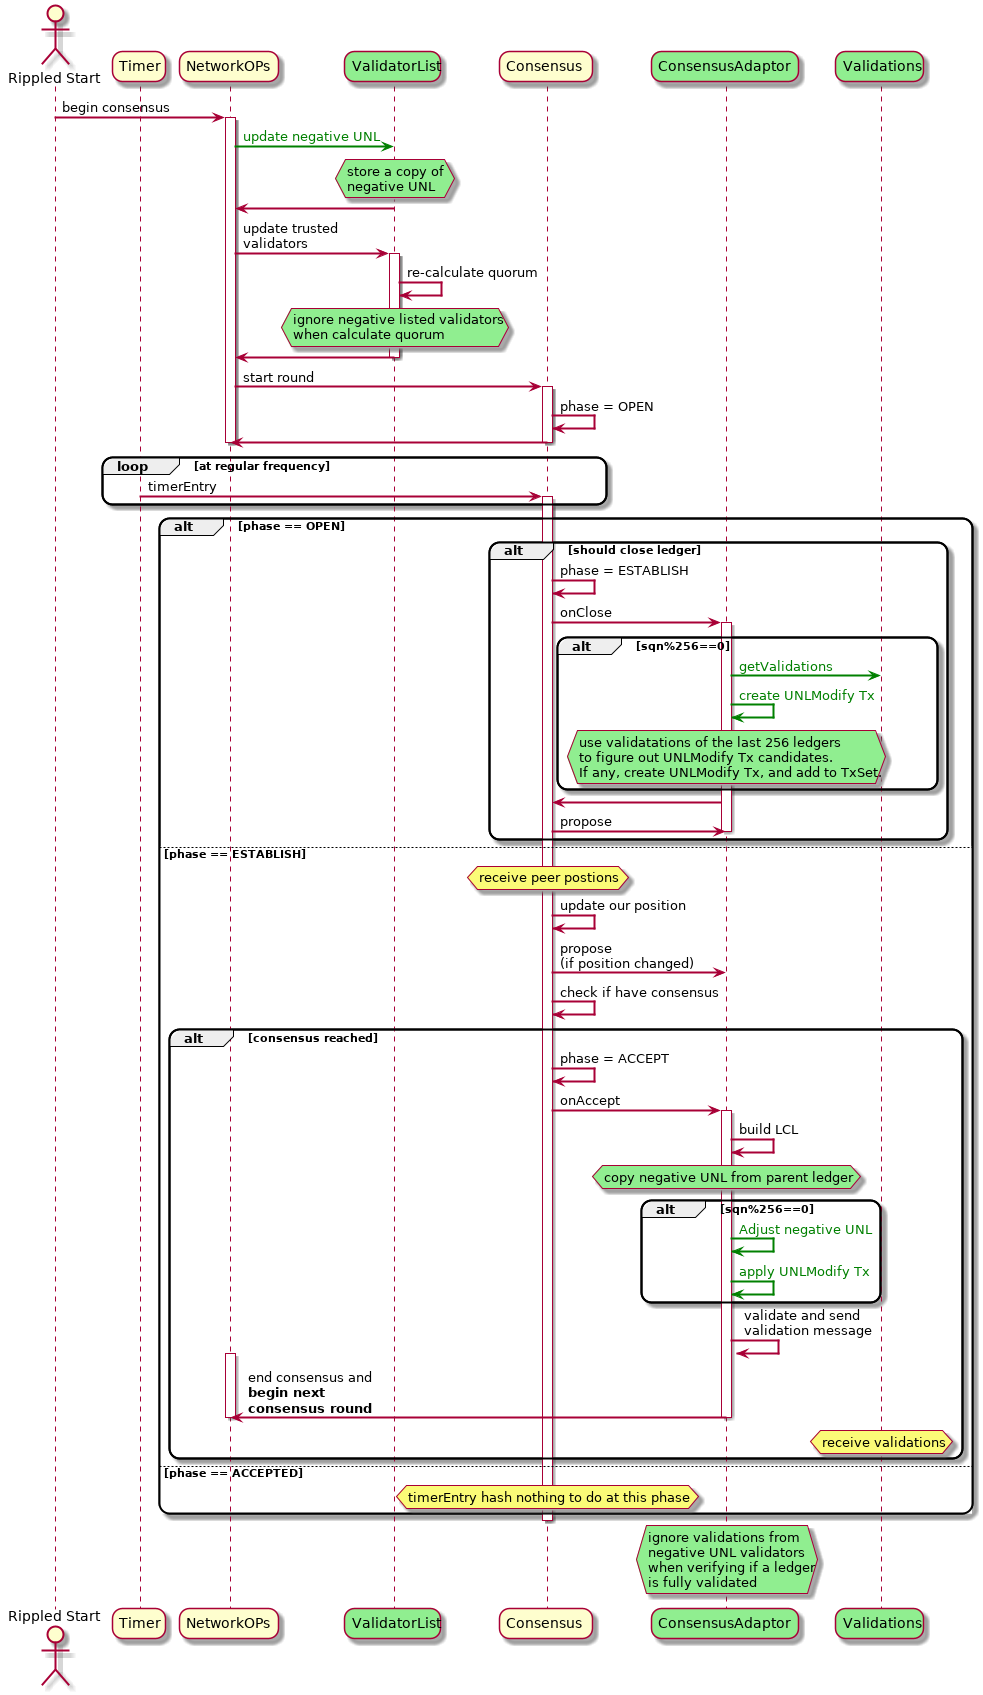 Rippled Start
Timer
NetworkOPs
ValidatorList
Consensus
ConsensusAdaptor
Validations
begin consensus
update negative UNL
store a copy of
negative UNL
update trusted
validators
re-calculate quorum
ignore negative listed validators
when calculate quorum
start round
phase = OPEN
loop
[at regular frequency]
timerEntry
alt
[phase == OPEN]
alt
[should close ledger]
phase = ESTABLISH
onClose
alt
[sqn%256==0]
getValidations
create UNLModify Tx
use validatations of the last 256 ledgers
to figure out UNLModify Tx candidates.
If any, create UNLModify Tx, and add to TxSet.
propose
[phase == ESTABLISH]
receive peer postions
update our position
propose
(if position changed)
check if have consensus
alt
[consensus reached]
phase = ACCEPT
onAccept
build LCL
copy negative UNL from parent ledger
alt
[sqn%256==0]
Adjust negative UNL
apply UNLModify Tx
validate and send
validation message
end consensus and
begin next
consensus round
receive validations
[phase == ACCEPTED]
timerEntry hash nothing to do at this phase
ignore validations from
negative UNL validators
when verifying if a ledger
is fully validated
Rippled Start
Timer
NetworkOPs
ValidatorList
Consensus
ConsensusAdaptor
Validations